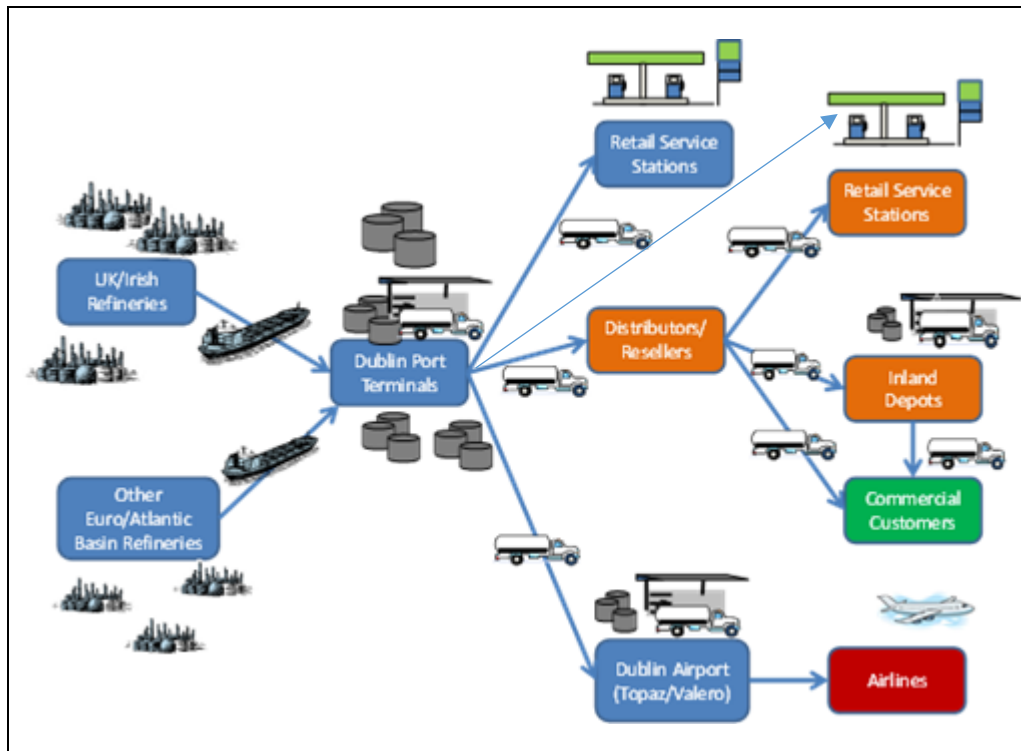 Retail Service
Stations
Retail Service
Stations
UK/Irish
Refineries
Dublin Port
Terminals
Distributors/
Resellers
Inland
Depots
Other
Euro/Atlantic
Basin Refineries
Commercial
Customers
Dublin Airport
(Topaz/Valero)
Airlines